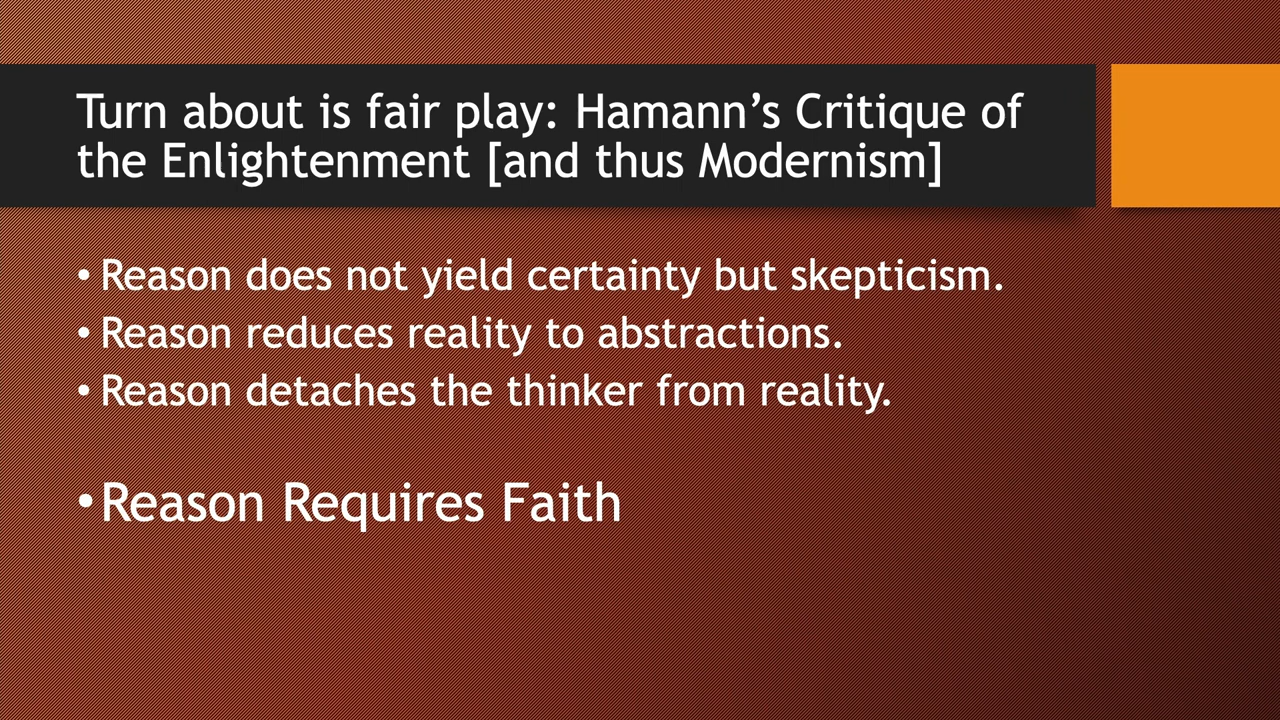 Turn about is fair play: Hamann’s Critique of
the Enlightenment [and thus Modernism]
• Reason does not yield certainty but skepticism.
• Reason reduces reality to abstractions.
• Reason detaches the thinker from reality.
• Reason Requires Faith